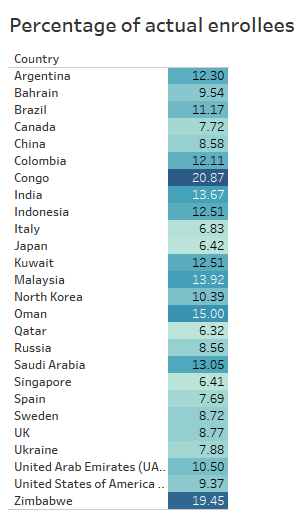 Percentage of actual enrollees
Country
Argentina 12.30
Bahrain 9.54
Brazil 11.17
Canada 7.72
China 8.58
Colombia 12.11
Congo 20.87
India 13.67
Indonesia 12.51
Italy 6.83
Japan 6.42
Kuwait 12.51
Malaysia 13.92
North Korea 10.39
Oman 15.00
Qatar 6.32
Russia 8.56
Saudi Arabia 13.05
Singapore 6.41
Spain 7.69
Sweden 8.72
UK 8.77
Ukraine 7.88
United Arab Emirates (UA.. 10.50
United States of America .. 9.37
Zimbabwe 19.45